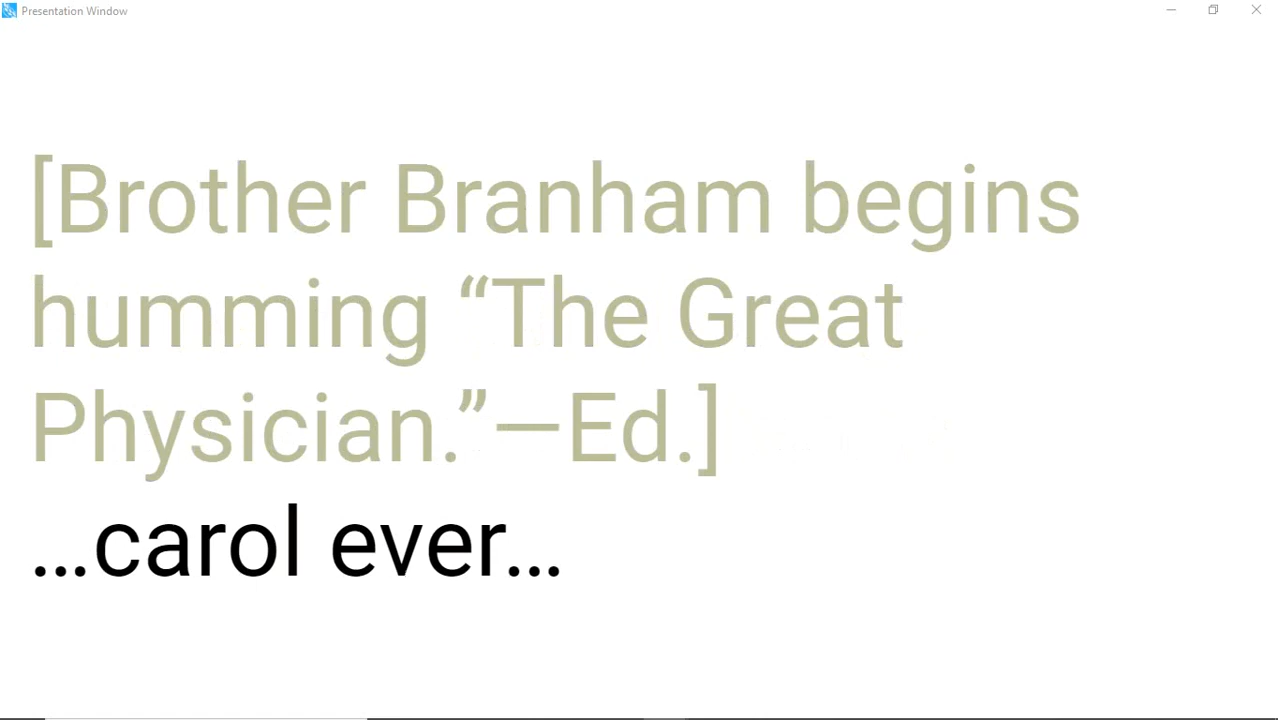 Presentation Window
[Brother Branham begins
humming “The Great
Physician.”—Ed.]
…carol ever…